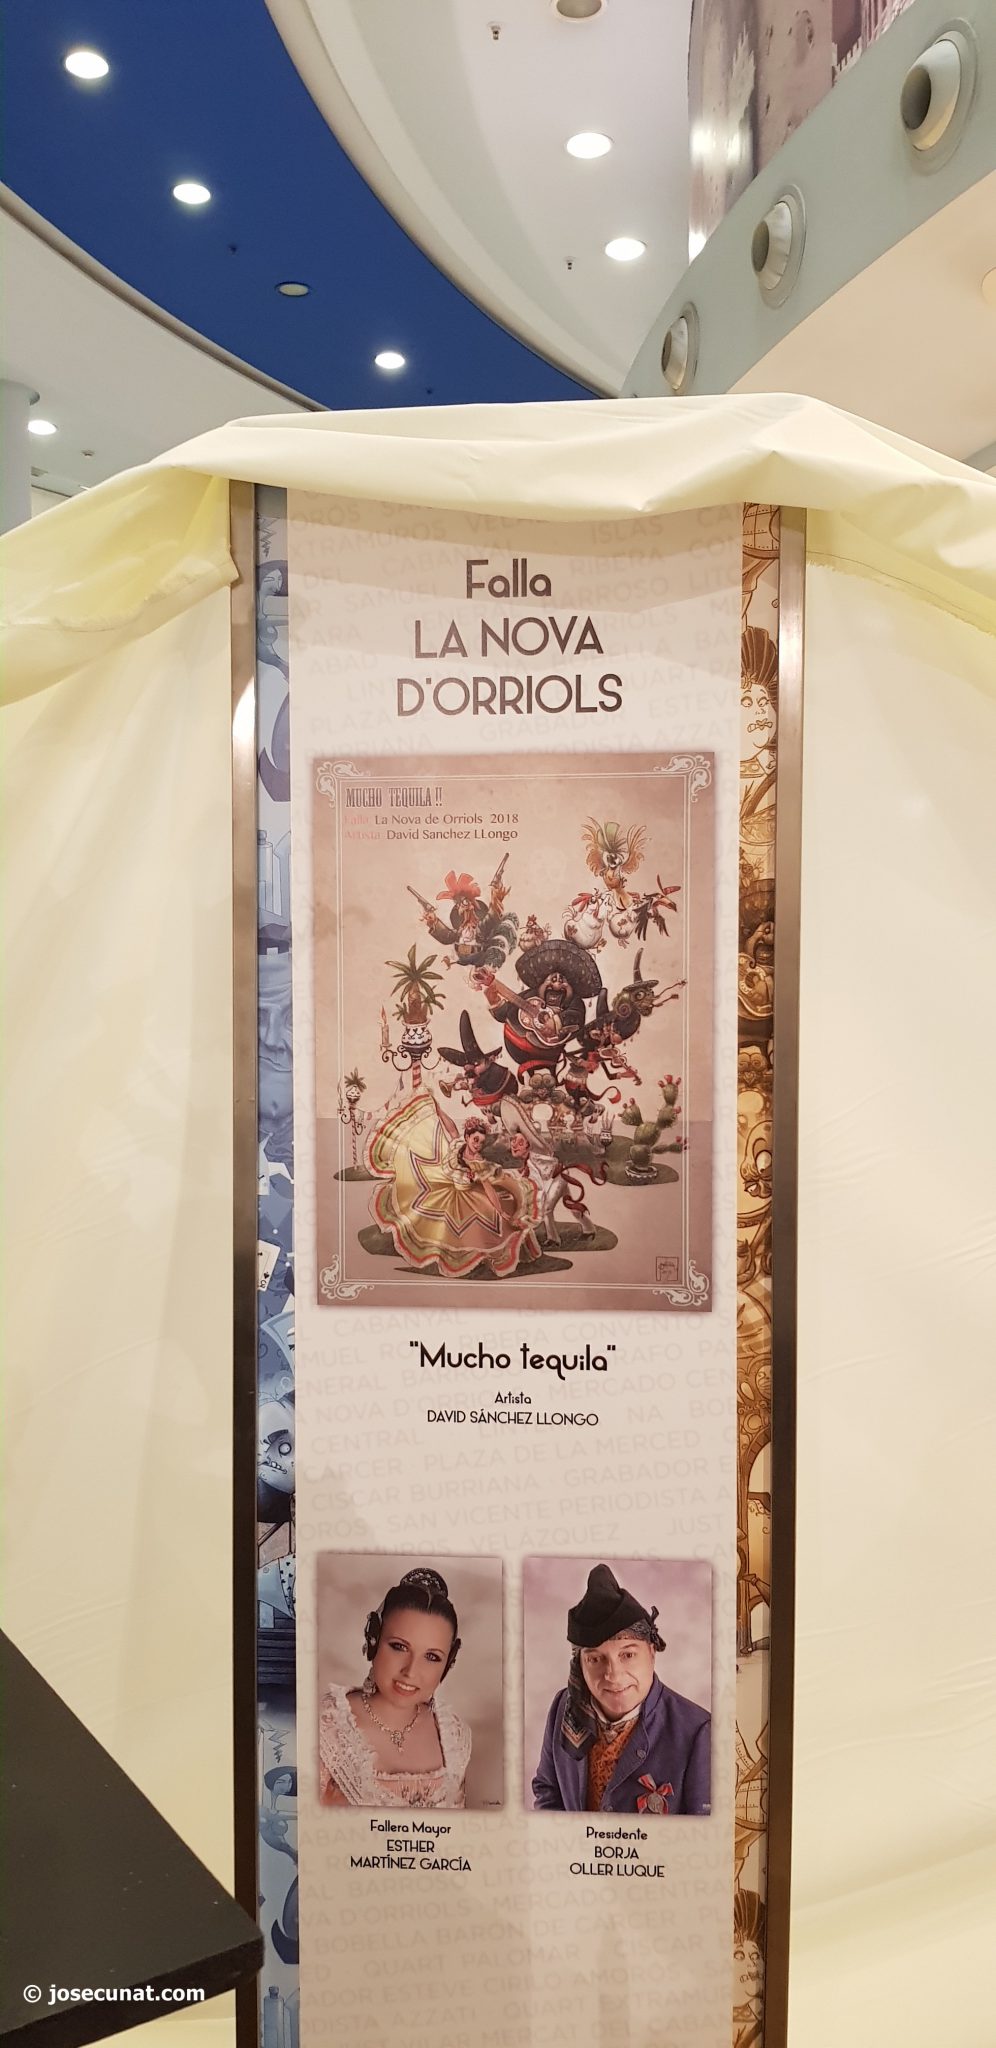 Falla
LA NOVA
D'ORRIOLS
MUCHO TEQUILA!!
Falla La Nova de Orriols 2018
Artista David Sanchez LLongo
"Mucho tequila"
Artista
DAVID SÁNCHEZ LLONGO
Fallera Mayor
ESTHER
MARTÍNEZ GARCÍA
Presidente
BORJA
OLLER LUQUE
© josecunat.com